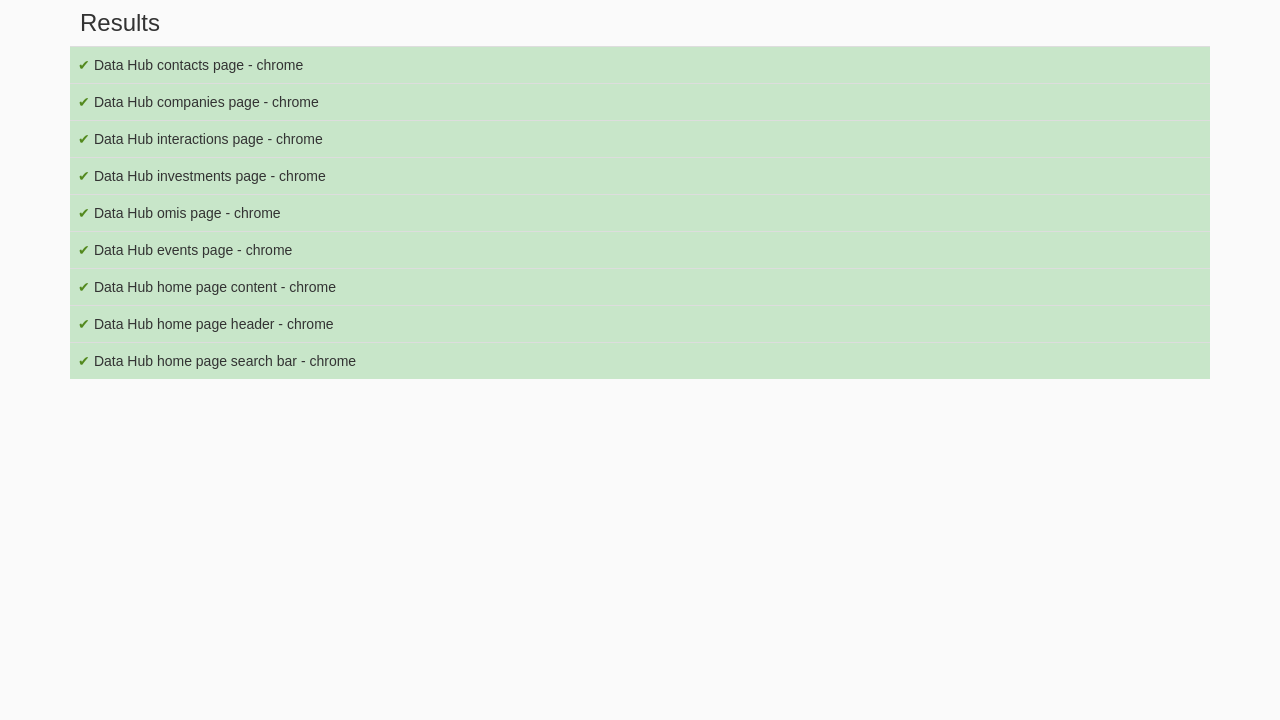 Results
✔ Data Hub contacts page - chrome
✔ Data Hub companies page - chrome
✔ Data Hub interactions page - chrome
✔ Data Hub investments page - chrome
✔ Data Hub omis page - chrome
✔ Data Hub events page - chrome
✔ Data Hub home page content - chrome
✔ Data Hub home page header - chrome
✔ Data Hub home page search bar - chrome